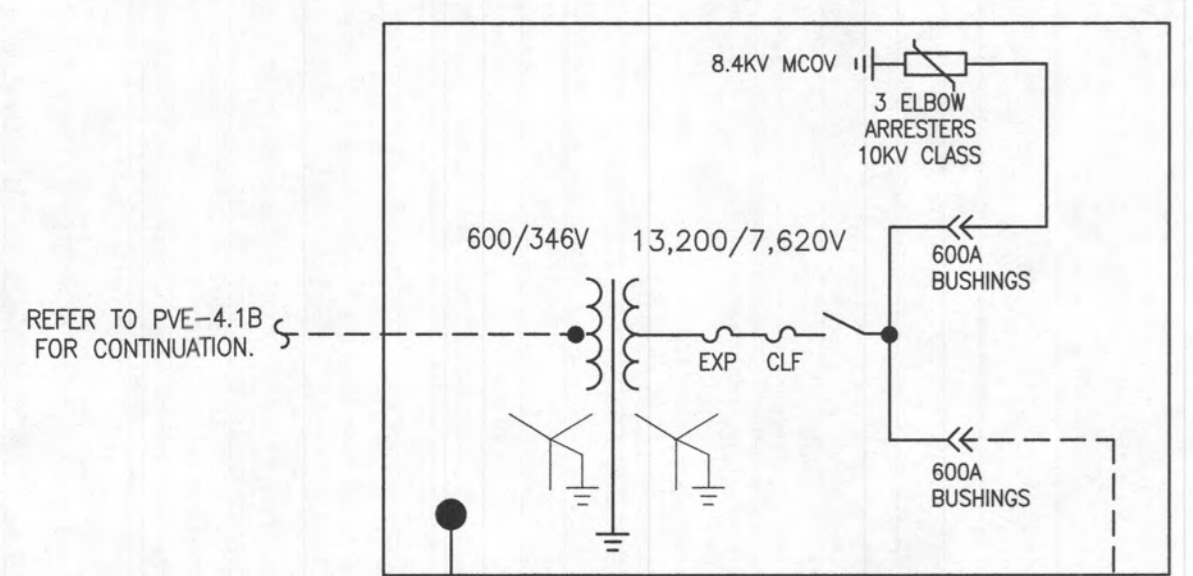 8.4KV MCOV
3 ELBOW
ARRESTERS
10KV CLASS
600/346V
13,200/7,620V
600A
BUSHINGS
REFER TO PVE-4.1B
FOR CONTINUATION.
EXP
CLF
600A
BUSHINGS